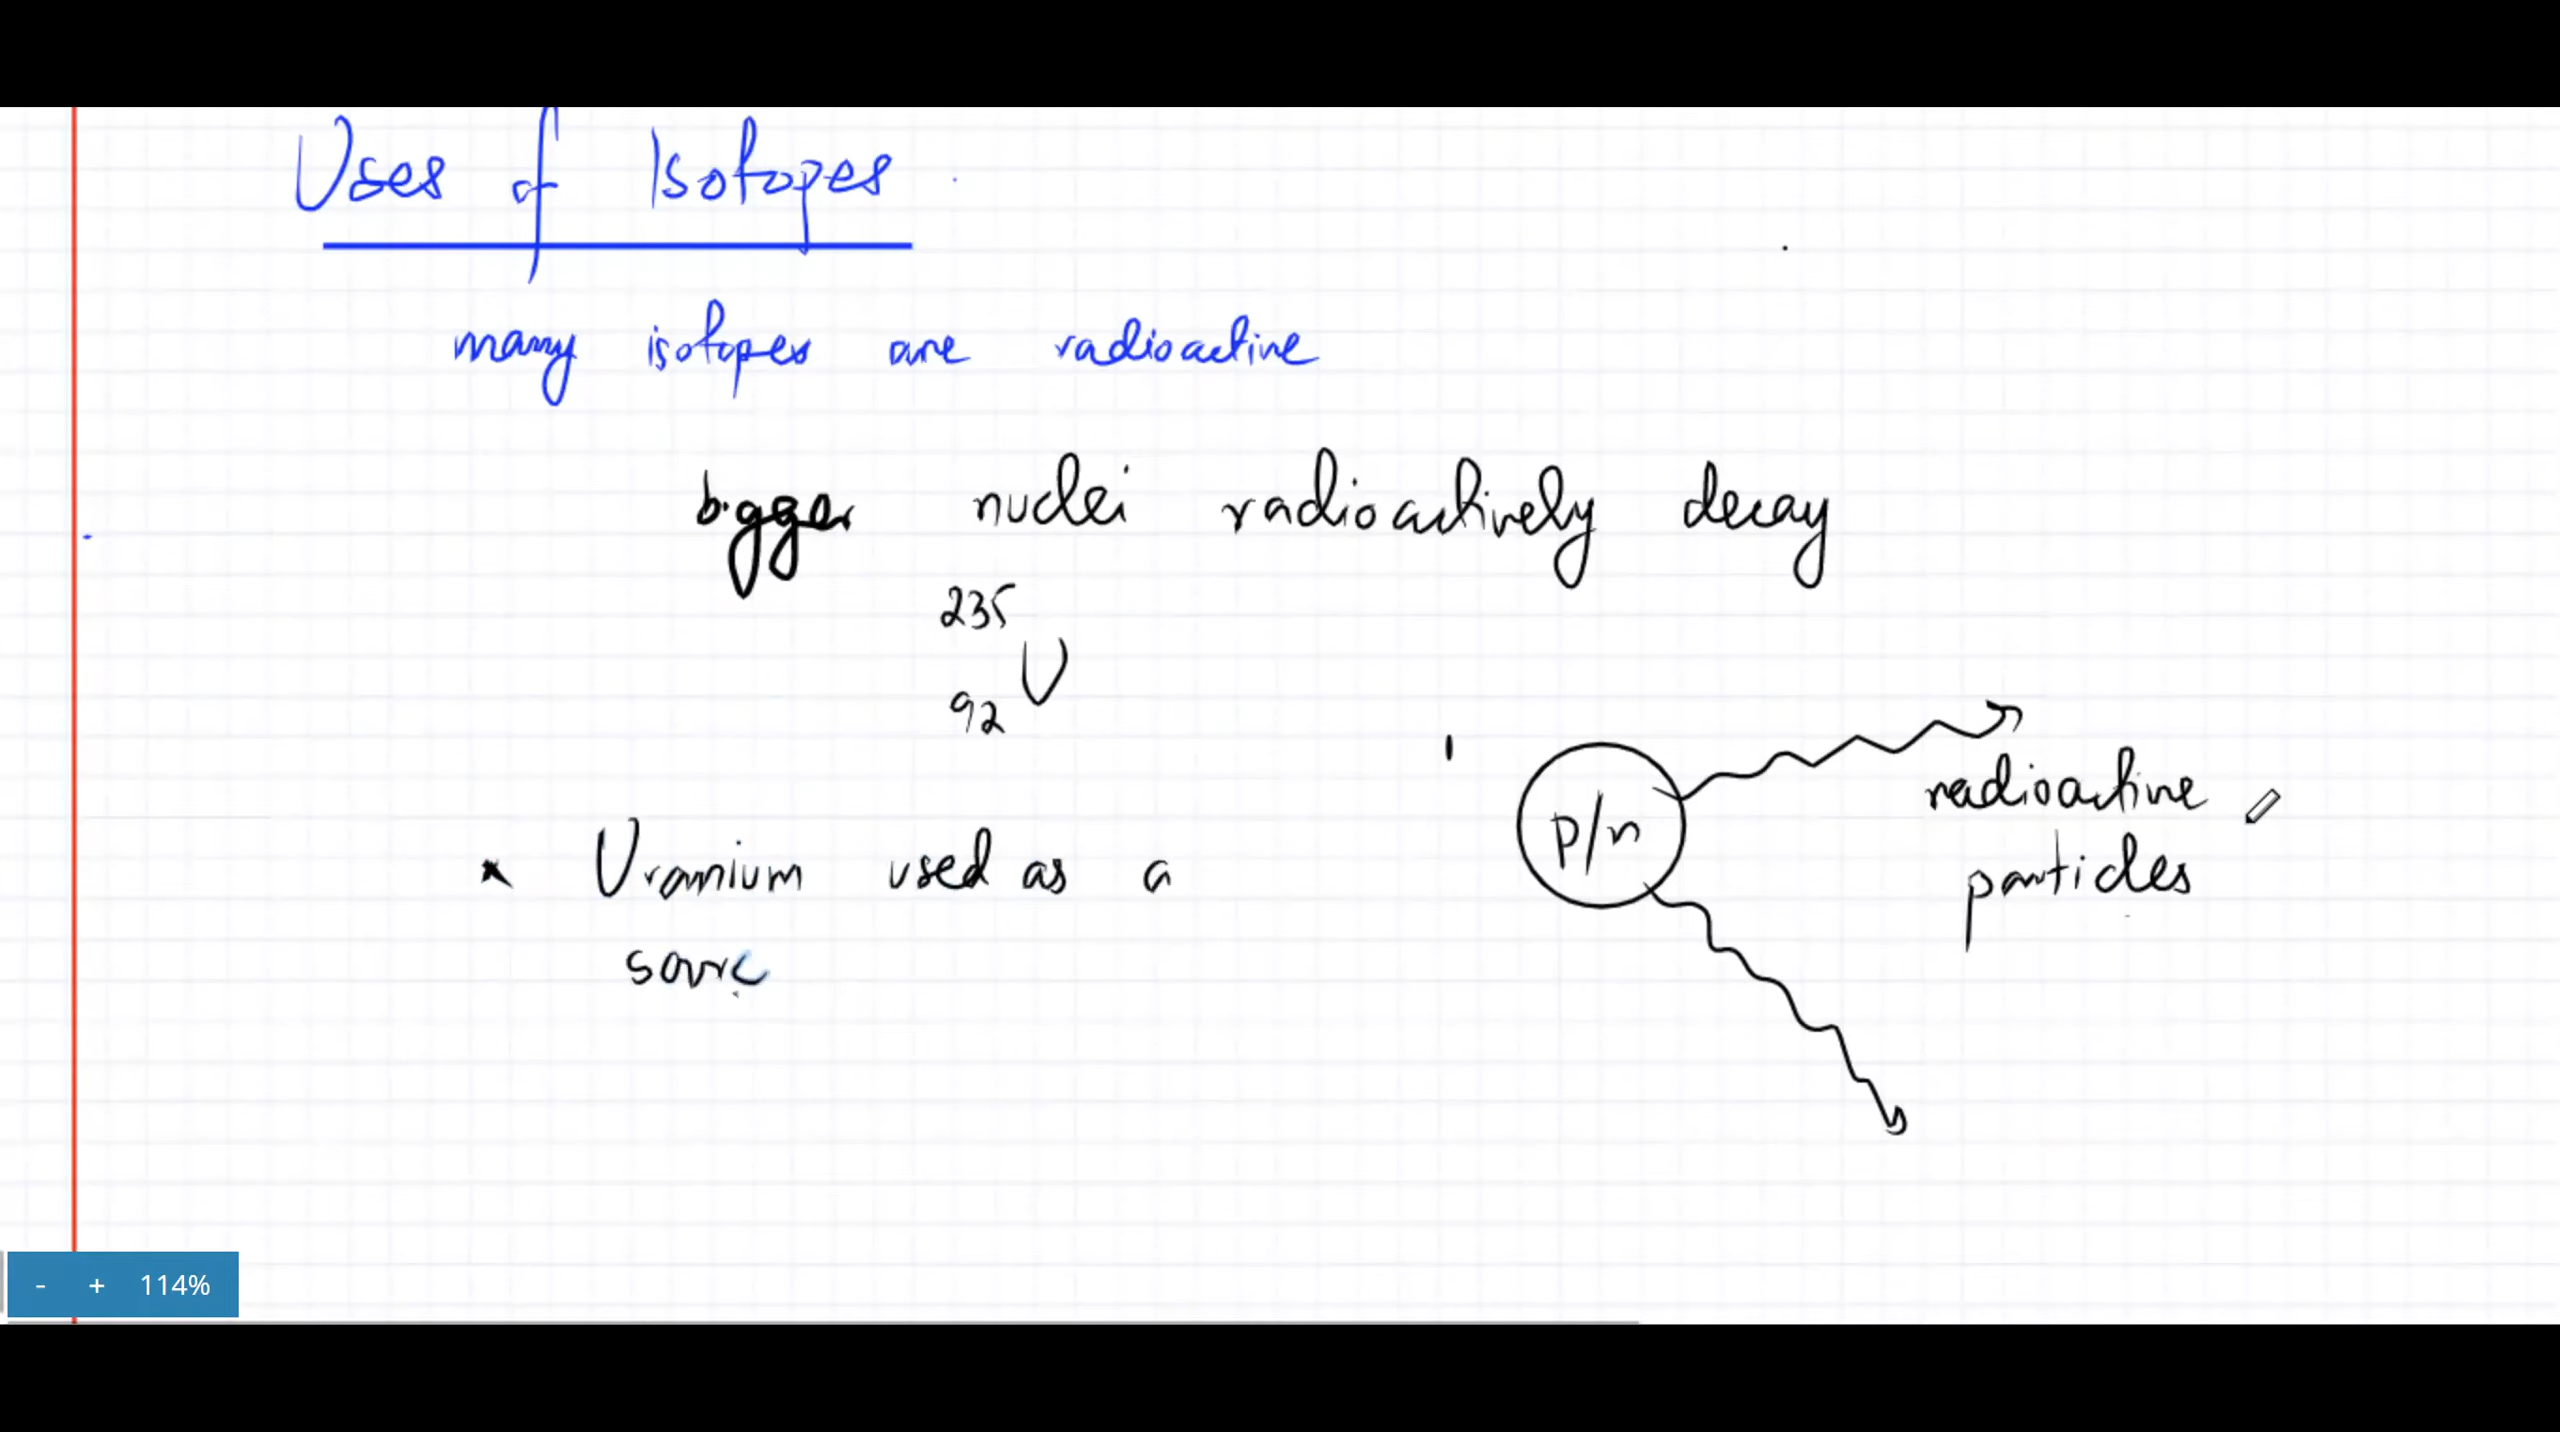 Uses of Isotopes
many isotopes are radioactive
bigger nuclei radioactively decay
235
U
92
p/n
radioactive
particles
* Uranium used as a
sourc
- + 114%